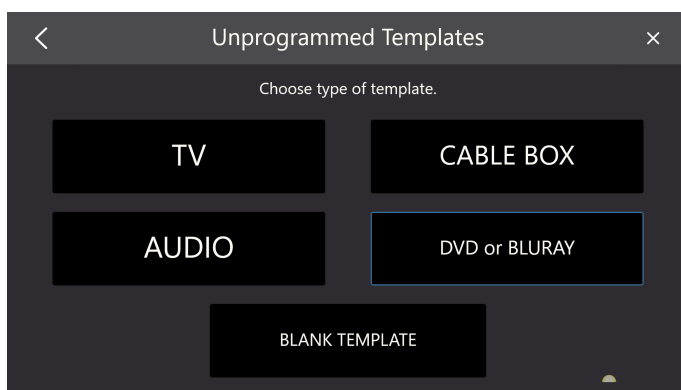 Unprogrammed Templates
Choose type of template.
TV
CABLE BOX
AUDIO
DVD or BLURAY
BLANK TEMPLATE